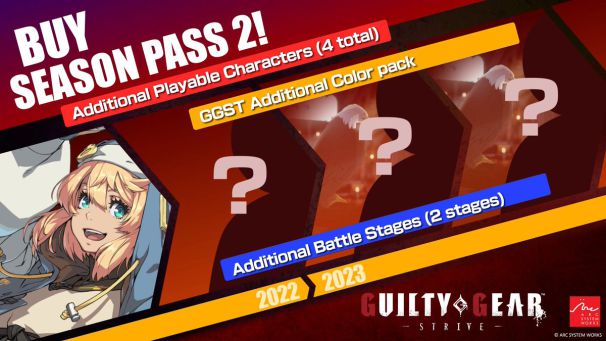 BUY
SEASON PASS 2!
Additional Playable Characters (4 total)
GGST Additional Color pack
?
?
?
Additional Battle Stages (2 stages)
2022
2023
GUILTY GEAR
- STRIVE -
ARC
SYSTEM
WORKS
© ARC SYSTEM WORKS